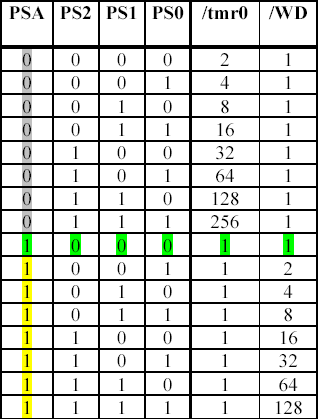 PSA PS2 PS1 PS0 /tmr0 /WD
0 0 0 0 2 1
0 0 0 1 4 1
0 0 1 0 8 1
0 0 1 1 16 1
0 1 0 0 32 1
0 1 0 1 64 1
0 1 1 0 128 1
0 1 1 1 256 1
1 0 0 0 1 1
1 0 0 1 1 2
1 0 1 0 1 4
1 0 1 1 1 8
1 1 0 0 1 16
1 1 0 1 1 32
1 1 1 0 1 64
1 1 1 1 1 128